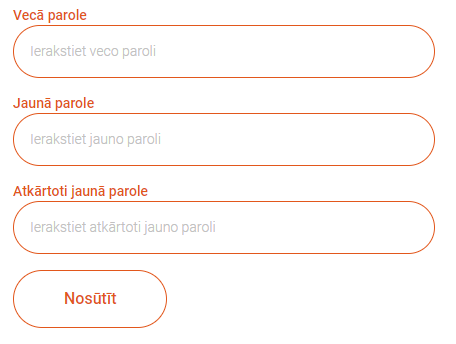 Vecā parole
Ierakstiet veco paroli
Jaunā parole
Ierakstiet jauno paroli
Atkārtoti jaunā parole
Ierakstiet atkārtoti jauno paroli
Nosūtīt